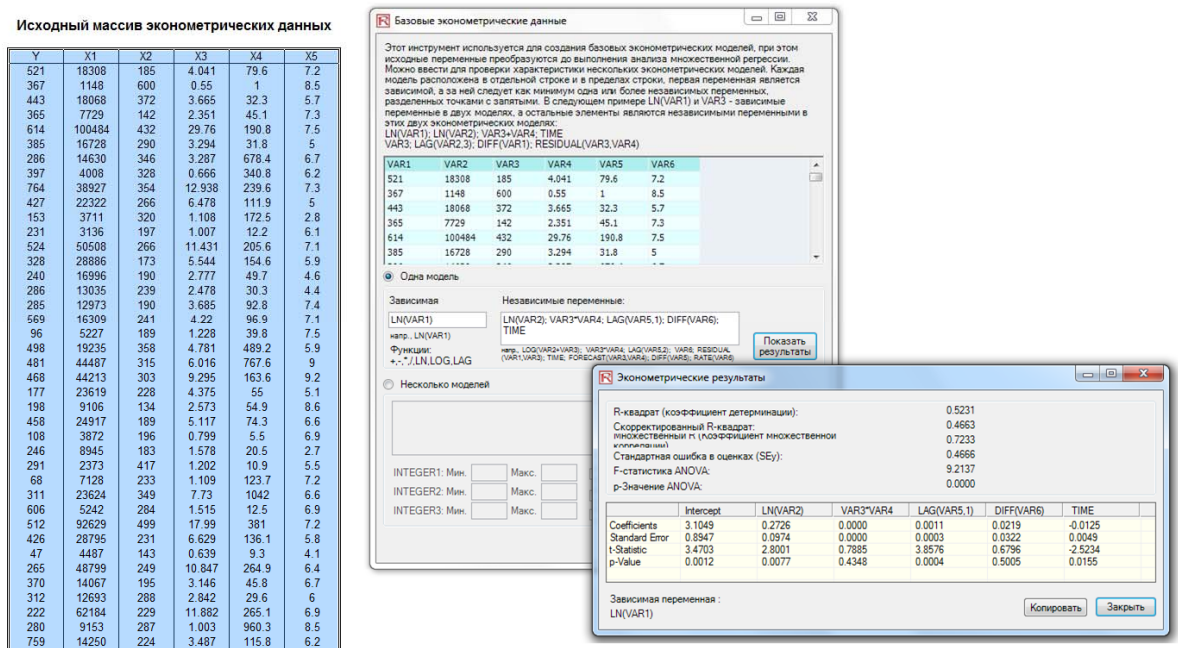 Исходный массив эконометрических данных
Y X1 X2 X3 X4 X5
521 18308 185 4.041 79.6 7.2
367 1148 600 0.55 1 8.5
443 18068 372 3.665 32.3 5.7
365 7729 142 2.351 45.1 7.3
614 100484 432 29.76 190.8 7.5
385 16728 290 3.294 31.8 5
286 14630 346 3.287 678.4 6.7
397 4008 328 0.666 340.8 6.2
764 38927 354 12.938 239.6 7.3
427 22322 266 6.478 111.9 5
153 3711 320 1.108 172.5 2.8
231 3136 197 1.007 12.2 6.1
524 50508 266 11.431 205.6 7.1
328 28886 173 5.544 154.6 5.9
240 16996 190 2.777 49.7 4.6
286 13035 239 2.478 30.3 4.4
285 12973 190 3.685 92.8 7.4
569 16309 241 4.22 96.9 7.1
96 5227 189 1.228 39.8 7.5
498 19235 358 4.781 489.2 5.9
481 44487 315 6.016 767.6 9
468 44213 303 9.295 163.6 9.2
177 23619 228 4.375 55 5.1
198 9106 134 2.573 54.9 8.6
458 24917 189 5.117 74.3 6.6
108 3872 196 0.799 5.5 6.9
246 8945 183 1.578 20.5 2.7
291 2373 417 1.202 10.9 5.5
68 7128 233 1.109 123.7 7.2
311 23624 349 7.73 1042 6.6
606 5242 284 1.515 12.5 6.9
512 92629 499 17.99 381 7.2
426 28795 231 6.629 136.1 5.8
47 4487 143 0.639 9.3 4.1
265 48799 249 10.847 264.9 6.4
370 14067 195 3.146 45.8 6.7
312 12693 288 2.842 29.6 6
222 62184 229 11.882 265.1 6.9
280 9153 287 1.003 960.3 8.5
759 14250 224 3.487 115.8 6.2
Базовые эконометрические данные
Этот инструмент используется для создания базовых эконометрических моделей, при этом
исходные переменные преобразуются до выполнения анализа множественной регрессии.
Можно ввести для проверки характеристики нескольких эконометрических моделей. Каждая
модель расположена в отдельной строке и в пределах строки, первая переменная является
зависимой, а за ней следует как минимум одна или более независимых переменных,
разделенных точками с запятыми. В следующем примере LN(VAR1) и VAR3 - зависимые
переменные в двух моделях, а остальные элементы являются независимыми переменными в
этих двух эконометрических моделях:
LN(VAR1); LN(VAR2); VAR3*VAR4; TIME
VAR3; LAG(VAR2,3); DIFF(VAR1); RESIDUAL(VAR3,VAR4)
VAR1 VAR2 VAR3 VAR4 VAR5 VAR6
521 18308 185 4.041 79.6 7.2
367 1148 600 0.55 1 8.5
443 18068 372 3.665 32.3 5.7
365 7729 142 2.351 45.1 7.3
614 100484 432 29.76 190.8 7.5
385 16728 290 3.294 31.8 5
Одна модель
Зависимая Независимые переменные:
LN(VAR1) LN(VAR2); VAR3*VAR4; LAG(VAR5,1); DIFF(VAR6);
TIME
напр., LN(VAR1)
Функции:
+,-,*,/,LN,LOG,LAG
напр., LOG(VAR2+VAR3); VAR3*VAR4; LAG(VAR5,2); VAR6; RESIDUAL
(VAR1,VAR3); TIME; FORECAST(VAR3,VAR4); DIFF(VAR5); RATE(VAR6)
Показать
результаты
Несколько моделей
INTEGER1: Мин. Макс.
INTEGER2: Мин. Макс.
INTEGER3: Мин. Макс.
Эконометрические результаты
R-квадрат (коэффициент детерминации): 0.5231
Скорректированный R-квадрат: 0.4663
Множественный R (Коэффициент множественной
корреляции) 0.7233
Стандартная ошибка в оценках (SEy): 0.4666
F-статистика ANOVA: 9.2137
p-Значение ANOVA: 0.0000
Intercept LN(VAR2) VAR3*VAR4 LAG(VAR5,1) DIFF(VAR6) TIME
Coefficients 3.1049 0.2726 0.0000 0.0011 0.0219 -0.0125
Standard Error 0.8947 0.0974 0.0000 0.0003 0.0322 0.0049
t-Statistic 3.4703 2.8001 0.7885 3.8576 0.6796 -2.5234
p-Value 0.0012 0.0077 0.4348 0.0004 0.5005 0.0155
Зависимая переменная :
LN(VAR1)
Копировать Закрыть